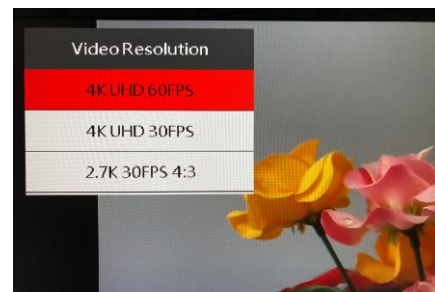 Video Resolution
4K UHD 60FPS
4K UHD 30FPS
2.7K 30FPS 4:3